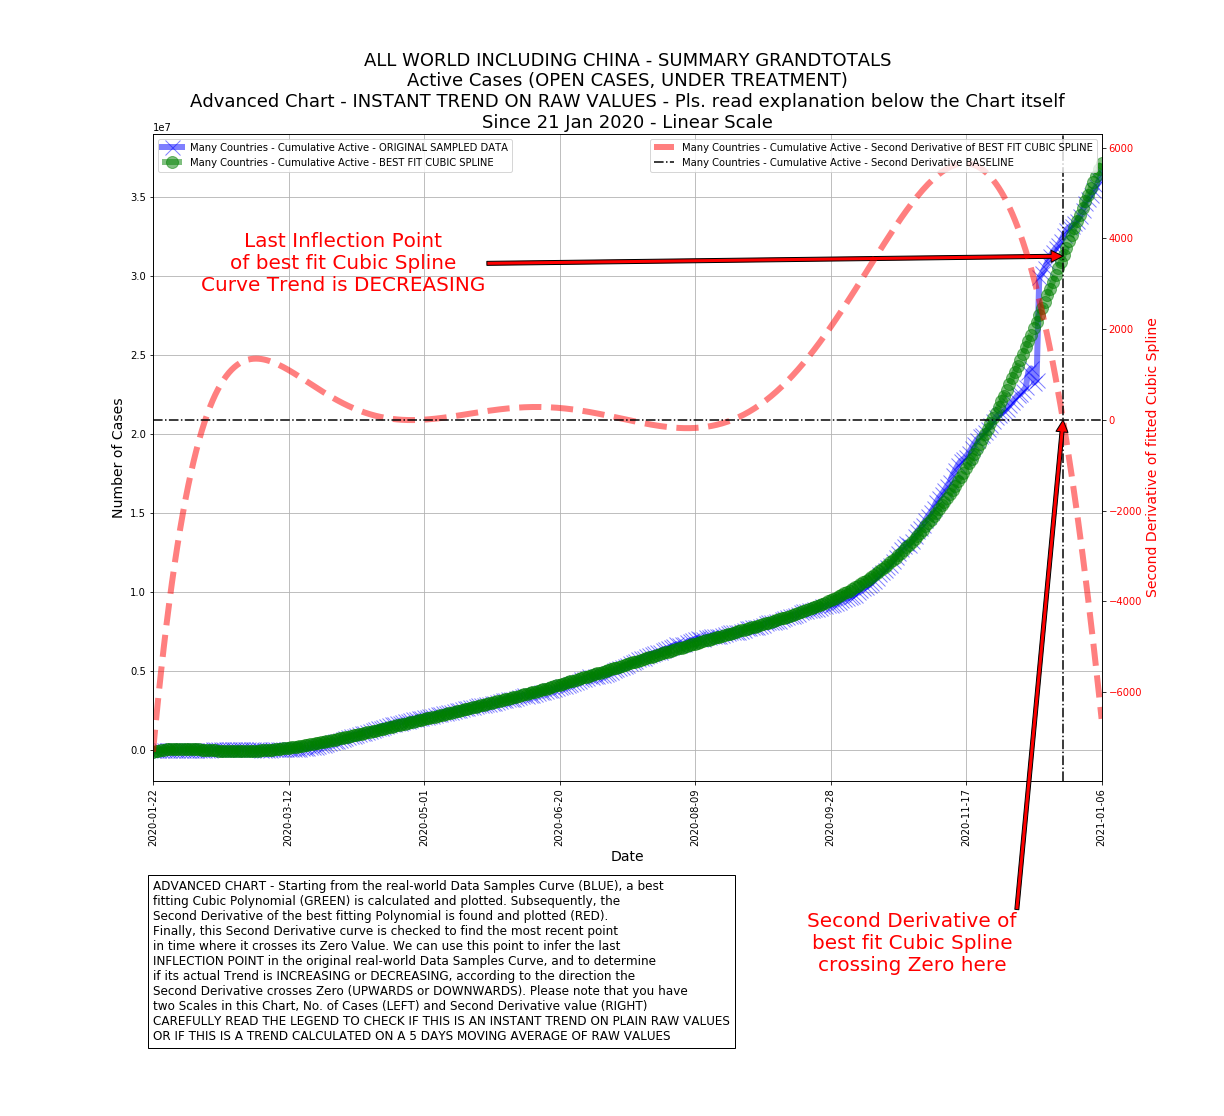 ALL WORLD INCLUDING CHINA - SUMMARY GRANDTOTALS
Active Cases (OPEN CASES, UNDER TREATMENT)
Advanced Chart - INSTANT TREND ON RAW VALUES - Pls. read explanation below the Chart itself
Since 21 Jan 2020 - Linear Scale
1e7
Many Countries - Cumulative Active - ORIGINAL SAMPLED DATA
Many Countries - Cumulative Active - BEST FIT CUBIC SPLINE
Many Countries - Cumulative Active - Second Derivative of BEST FIT CUBIC SPLINE
Many Countries - Cumulative Active - Second Derivative BASELINE
Last Inflection Point
of best fit Cubic Spline
Curve Trend is DECREASING
Number of Cases
3.5
3.0
2.5
2.0
1.5
1.0
0.5
0.0
6000
4000
2000
0
−2000
−4000
−6000
Second Derivative of fitted Cubic Spline
2020-01-22
2020-03-12
2020-05-01
2020-06-20
2020-08-09
2020-09-28
2020-11-17
2021-01-06
Date
Second Derivative of
best fit Cubic Spline
crossing Zero here
ADVANCED CHART - Starting from the real-world Data Samples Curve (BLUE), a best
fitting Cubic Polynomial (GREEN) is calculated and plotted. Subsequently, the
Second Derivative of the best fitting Polynomial is found and plotted (RED).
Finally, this Second Derivative curve is checked to find the most recent point
in time where it crosses its Zero Value. We can use this point to infer the last
INFLECTION POINT in the original real-world Data Samples Curve, and to determine
if its actual Trend is INCREASING or DECREASING, according to the direction the
Second Derivative crosses Zero (UPWARDS or DOWNWARDS). Please note that you have
two Scales in this Chart, No. of Cases (LEFT) and Second Derivative value (RIGHT)
CAREFULLY READ THE LEGEND TO CHECK IF THIS IS AN INSTANT TREND ON PLAIN RAW VALUES
OR IF THIS IS A TREND CALCULATED ON A 5 DAYS MOVING AVERAGE OF RAW VALUES